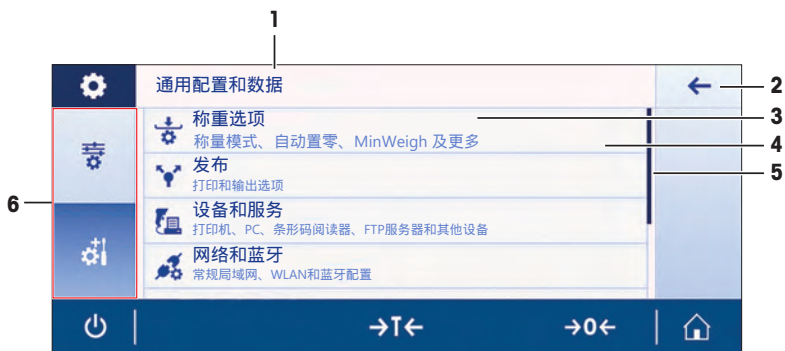 1
通用配置和数据
2
称重选项
3
称量模式、自动置零、MinWeigh 及更多
4
发布
5
打印和输出选项
设备和服务
6
打印机、PC、条形码阅读器、FTP服务器和其他设备
网络和蓝牙
常规局域网、WLAN和蓝牙配置
→T← →0←